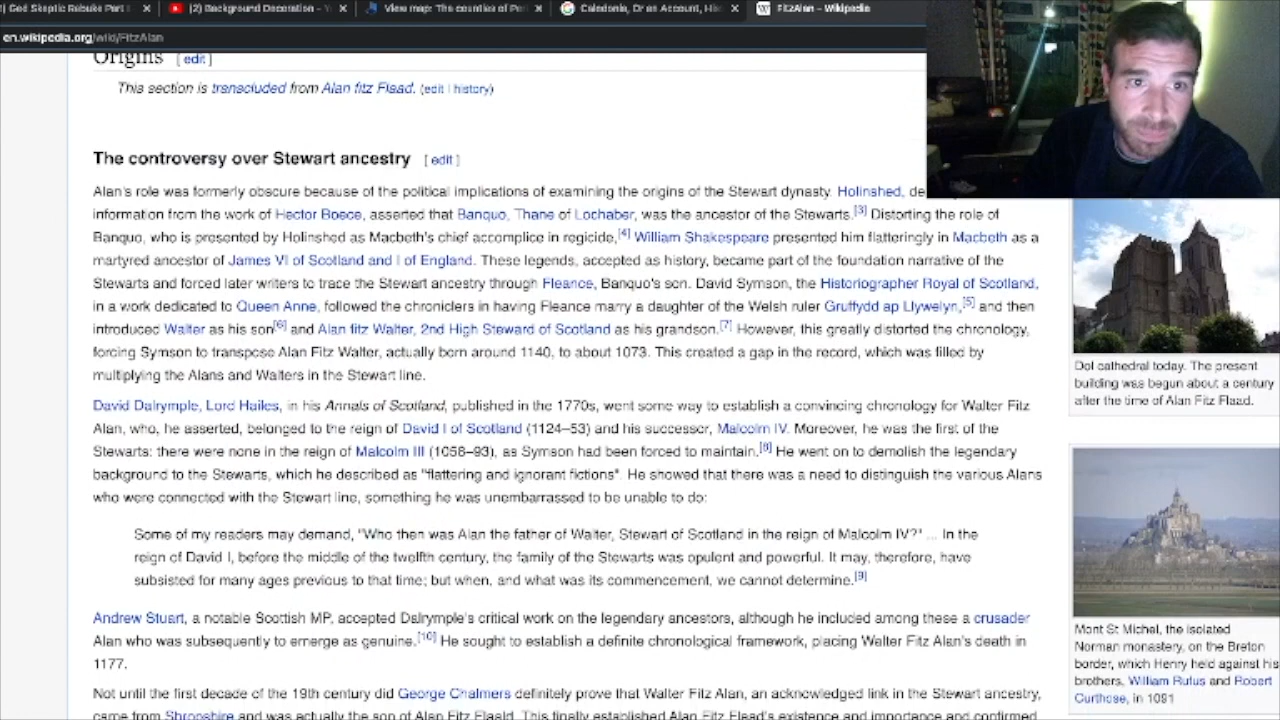 God Skeptic Rebuke Part
(2) Background Decoration -
View map: The counties of
Caledonia, Or an Account,
FitzAlan – Wikipedia
en.wikipedia.org/wiki/FitzAlan
Origins [ edit ]
This section is transcluded from Alan fitz Flaad. (edit | history)
The controversy over Stewart ancestry [ edit ]
Alan's role was formerly obscure because of the political implications of examining the origins of the Stewart dynasty. Holinshed,
information from the work of Hector Boece, asserted that Banquo, Thane of Lochaber, was the ancestor of the Stewarts.[3] Distorting the role of
Banquo, who is presented by Holinshed as Macbeth's chief accomplice in regicide,[4] William Shakespeare presented him flatteringly in Macbeth as a
martyred ancestor of James VI of Scotland and I of England. These legends, accepted as history, became part of the foundation narrative of the
Stewarts and forced later writers to trace the Stewart ancestry through Fleance, Banquo's son. David Symson, the Historiographer Royal of Scotland,
in a work dedicated to Queen Anne, followed the chroniclers in having Fleance marry a daughter of the Welsh ruler Gruffydd ap Llywelyn,[5] and then
introduced Walter as his son[6] and Alan fitz Walter, 2nd High Steward of Scotland as his grandson.[7] However, this greatly distorted the chronology,
forcing Symson to transpose Alan Fitz Walter, actually born around 1140, to about 1073. This created a gap in the record, which was filled by
multiplying the Alans and Walters in the Stewart line.
David Dalrymple, Lord Hailes, in his Annals of Scotland, published in the 1770s, went some way to establish a convincing chronology for Walter Fitz
Alan, who, he asserted, belonged to the reign of David I of Scotland (1124–53) and his successor, Malcolm IV. Moreover, he was the first of the
Stewarts: there were none in the reign of Malcolm III (1058–93), as Symson had been forced to maintain.[8] He went on to demolish the legendary
background to the Stewarts, which he described as "flattering and ignorant fictions". He showed that there was a need to distinguish the various Alans
who were connected with the Stewart line, something he was unembarrassed to be unable to do:
Some of my readers may demand, "Who then was Alan the father of Walter, Stewart of Scotland in the reign of Malcolm IV?" ... In the
reign of David I, before the middle of the twelfth century, the family of the Stewarts was opulent and powerful. It may, therefore, have
subsisted for many ages previous to that time; but when, and what was its commencement, we cannot determine.[9]
Andrew Stuart, a notable Scottish MP, accepted Dalrymple's critical work on the legendary ancestors, although he included among these a crusader
Alan who was subsequently to emerge as genuine.[10] He sought to establish a definite chronological framework, placing Walter Fitz Alan's death in
1177.
Not until the first decade of the 19th century did George Chalmers definitely prove that Walter Fitz Alan, an acknowledged link in the Stewart ancestry,
came from Shropshire and was actually the son of Alan Fitz Flaald. This finally established Alan Fitz Flaad's existence and importance and confirmed
Dol cathedral today. The present
building was begun about a century
after the time of Alan Fitz Flaad.
Mont St Michel, the isolated
Norman monastery, on the Breton
border, which Henry held against his
brothers, William Rufus and Robert
Curthose, in 1091